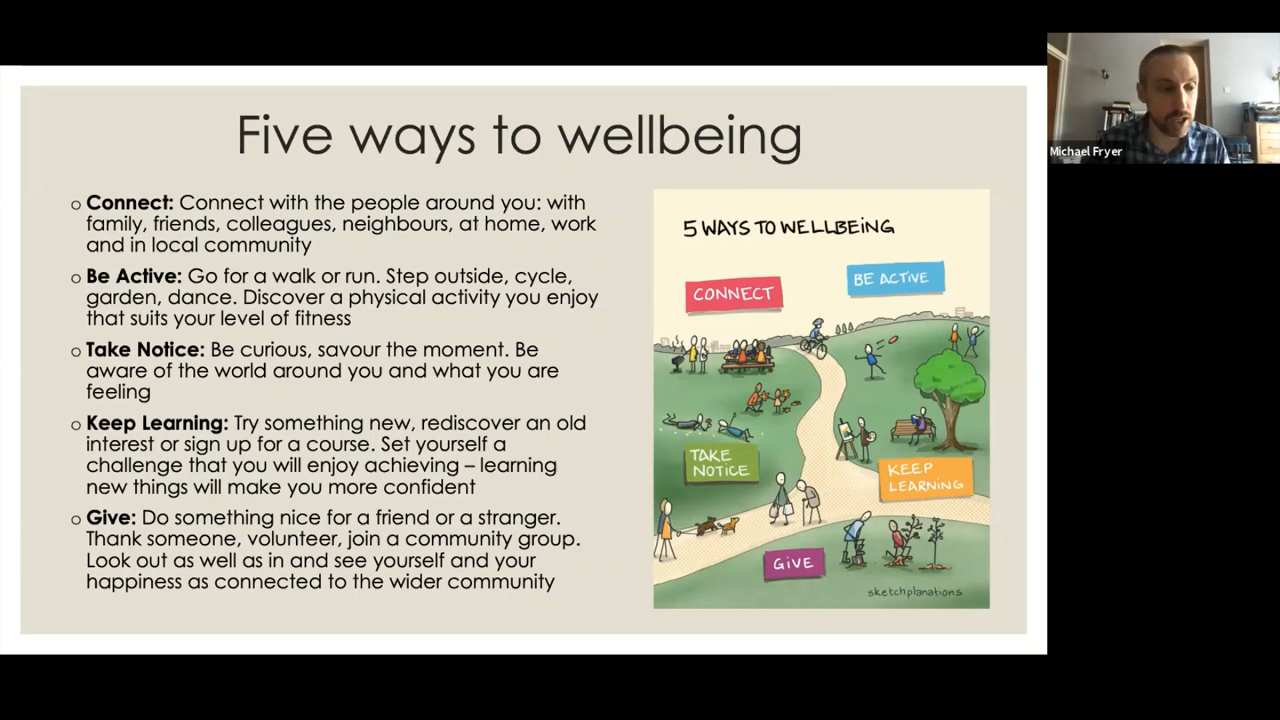 Five ways to wellbeing
o Connect: Connect with the people around you: with
family, friends, colleagues, neighbours, at home, work
and in local community
o Be Active: Go for a walk or run. Step outside, cycle,
garden, dance. Discover a physical activity you enjoy
that suits your level of fitness
o Take Notice: Be curious, savour the moment. Be
aware of the world around you and what you are
feeling
o Keep Learning: Try something new, rediscover an old
interest or sign up for a course. Set yourself a
challenge that you will enjoy achieving – learning
new things will make you more confident
o Give: Do something nice for a friend or a stranger.
Thank someone, volunteer, join a community group.
Look out as well as in and see yourself and your
happiness as connected to the wider community
5 WAYS TO WELLBEING
CONNECT
BE ACTIVE
TAKE
NOTICE
KEEP
LEARNING
GIVE
sketchplanations
Michael Fryer